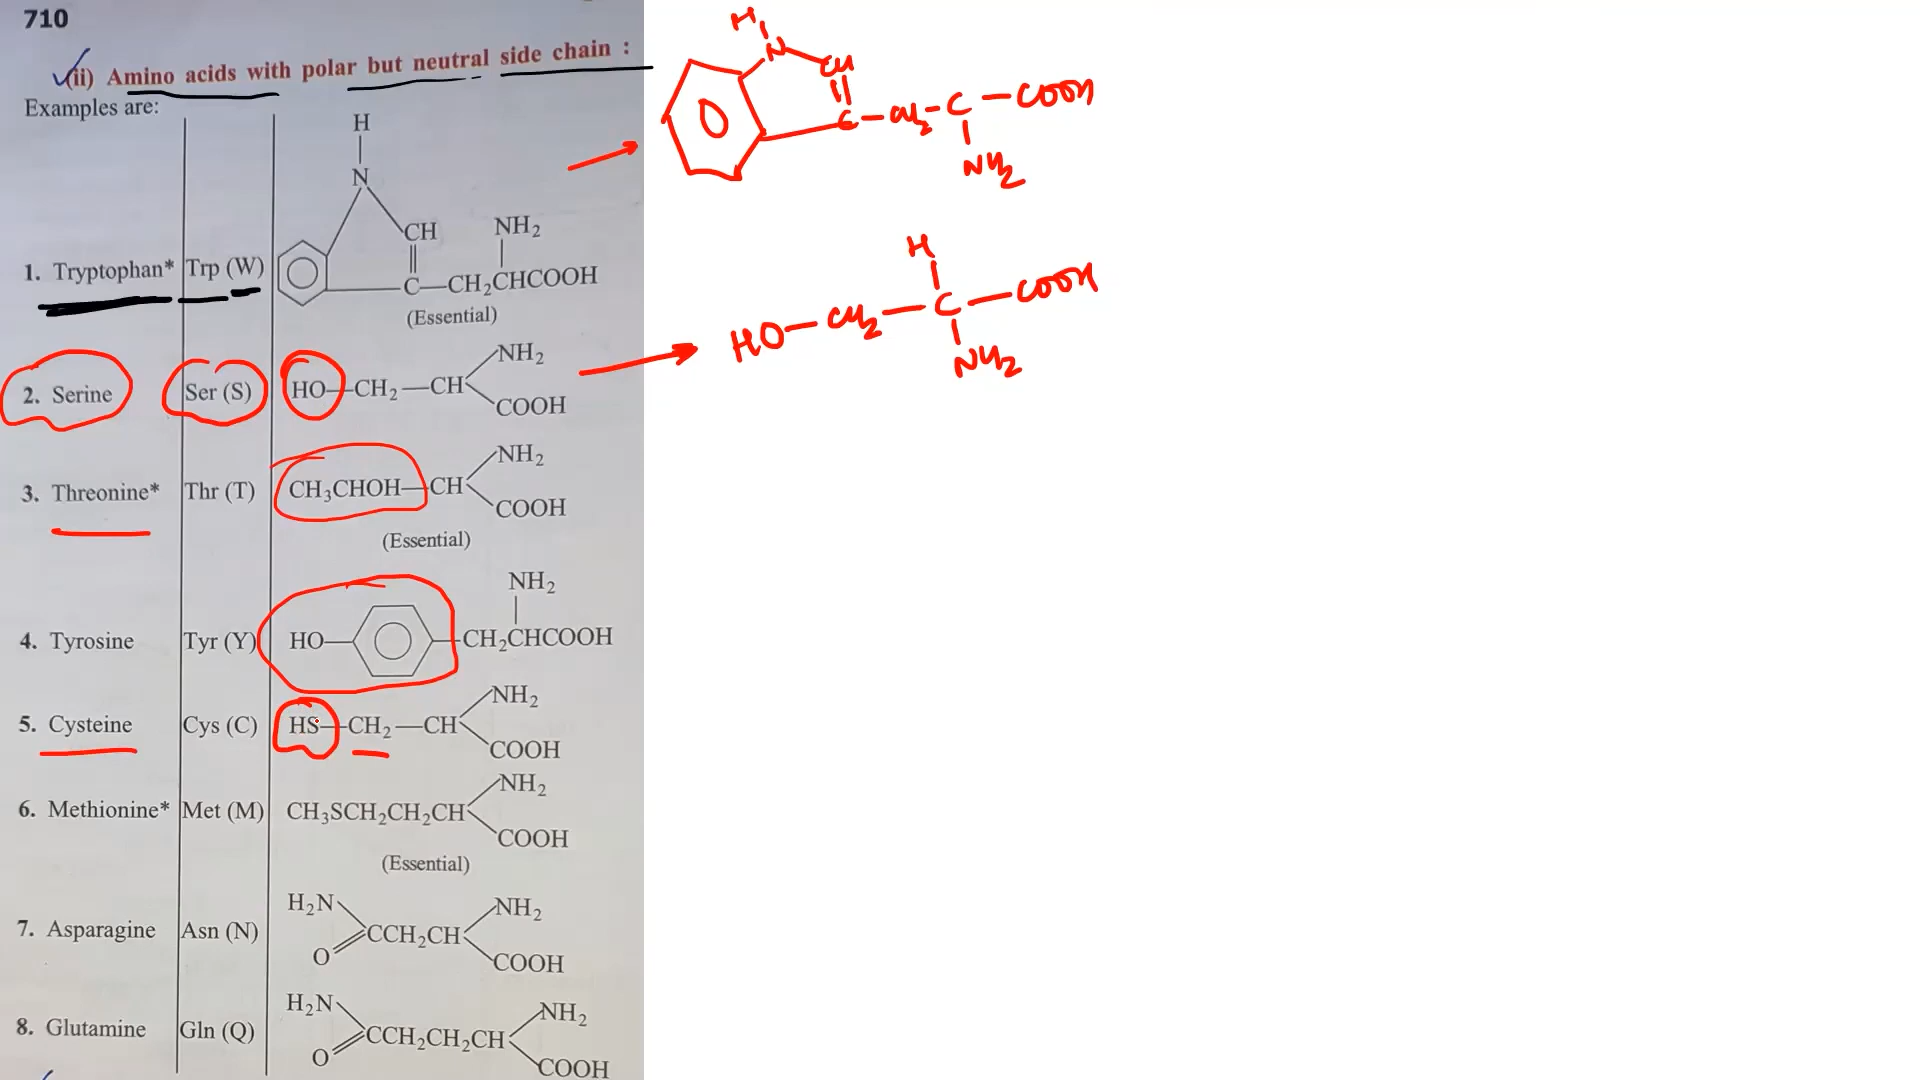 710
(ii) Amino acids with polar but neutral side chain :
Examples are:
H
N
CH
NH2
1. Tryptophan* Trp (W)
C—CH2CHCOOH
(Essential)
NH2
2. Serine Ser (S) HO—CH2—CH
COOH
NH2
3. Threonine* Thr (T) CH3CHOH—CH
COOH
(Essential)
NH2
4. Tyrosine Tyr (Y) HO— —CH2CHCOOH
NH2
5. Cysteine Cys (C) HS—CH2—CH
COOH
NH2
6. Methionine* Met (M) CH3SCH2CH2CH
COOH
(Essential)
H2N NH2
7. Asparagine Asn (N) CCH2CH
O COOH
H2N NH2
8. Glutamine Gln (Q) CCH2CH2CH
O COOH
H
N
CH
C—CH2—C—COOH
NH2
H
HO—CH2—C—COOH
NH2